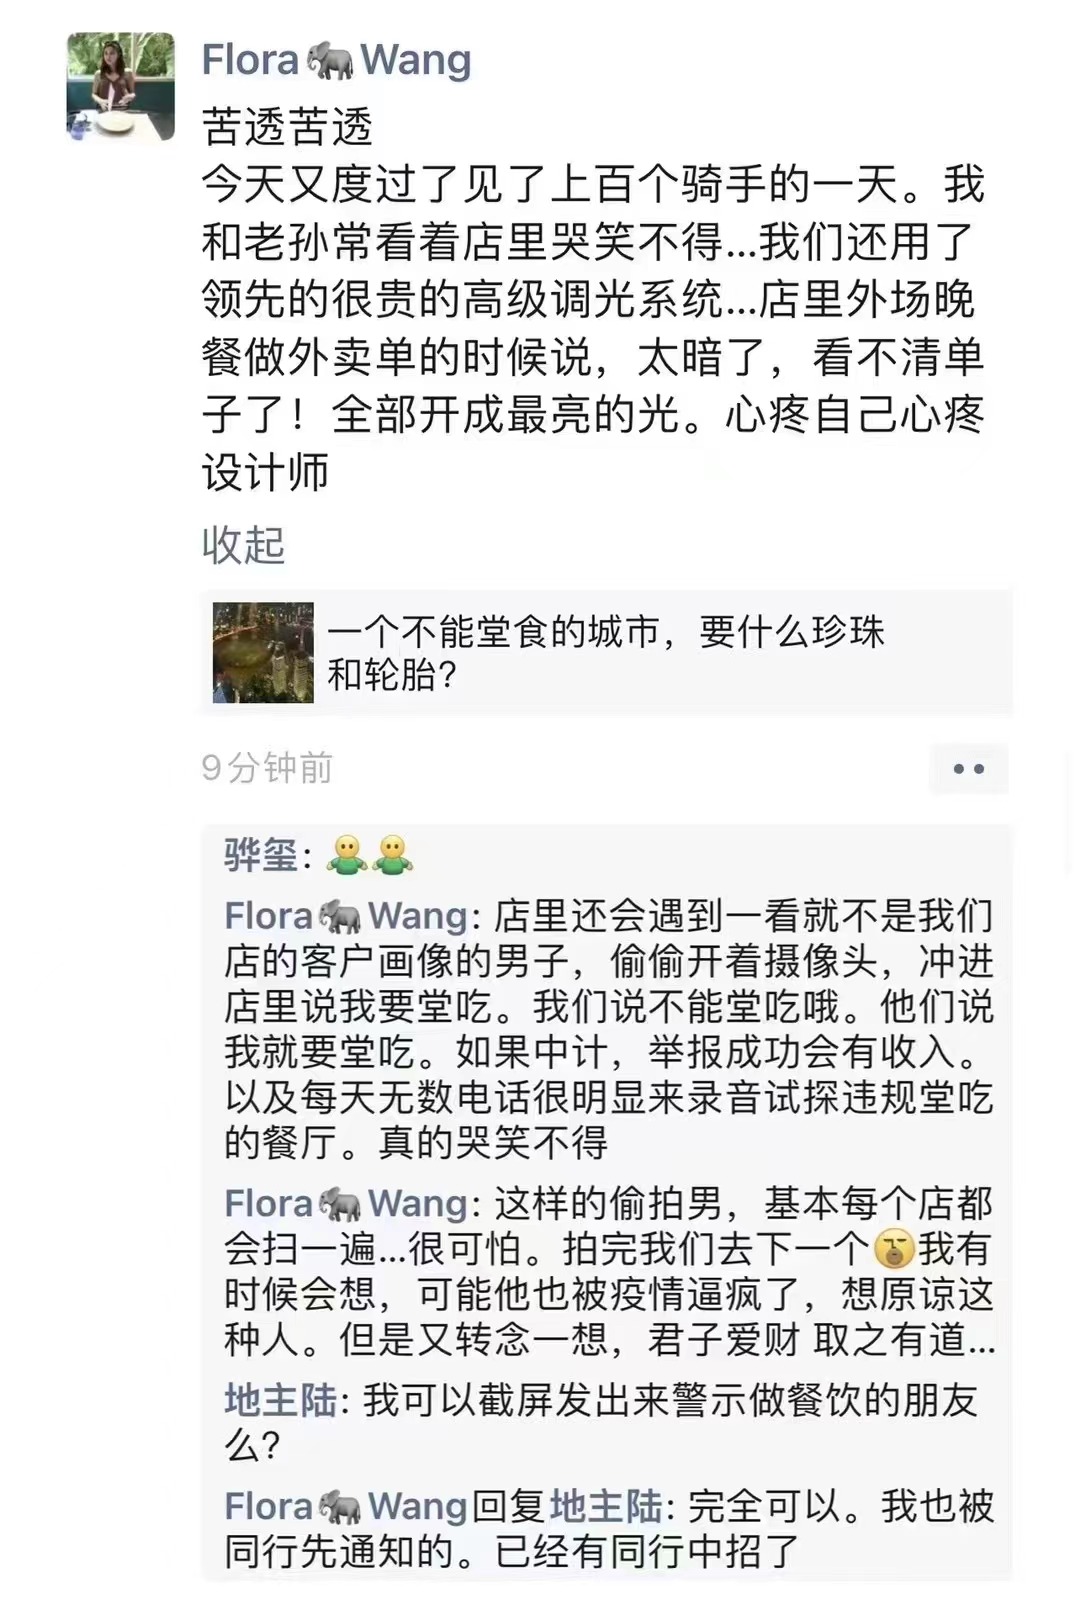 Flora🐘Wang
苦透苦透
今天又度过了见了上百个骑手的一天。我
和老孙常看着店里哭笑不得...我们还用了
领先的很贵的高级调光系统...店里外场晚
餐做外卖单的时候说，太暗了，看不清单
子了！全部开成最亮的光。心疼自己心疼
设计师
收起
一个不能堂食的城市，要什么珍珠
和轮胎?
9分钟前
骅玺:
Flora🐘Wang: 店里还会遇到一看就不是我们
店的客户画像的男子，偷偷开着摄像头，冲进
店里说我要堂吃。我们说不能堂吃哦。他们说
我就要堂吃。如果中计，举报成功会有收入。
以及每天无数电话很明显来录音试探违规堂吃
的餐厅。真的哭笑不得
Flora🐘Wang: 这样的偷拍男，基本每个店都
会扫一遍...很可怕。拍完我们去下一个我有
时候会想，可能他也被疫情逼疯了，想原谅这
种人。但是又转念一想，君子爱财 取之有道...
地主陆: 我可以截屏发出来警示做餐饮的朋友
么?
Flora🐘Wang回复地主陆: 完全可以。我也被
同行先通知的。已经有同行中招了